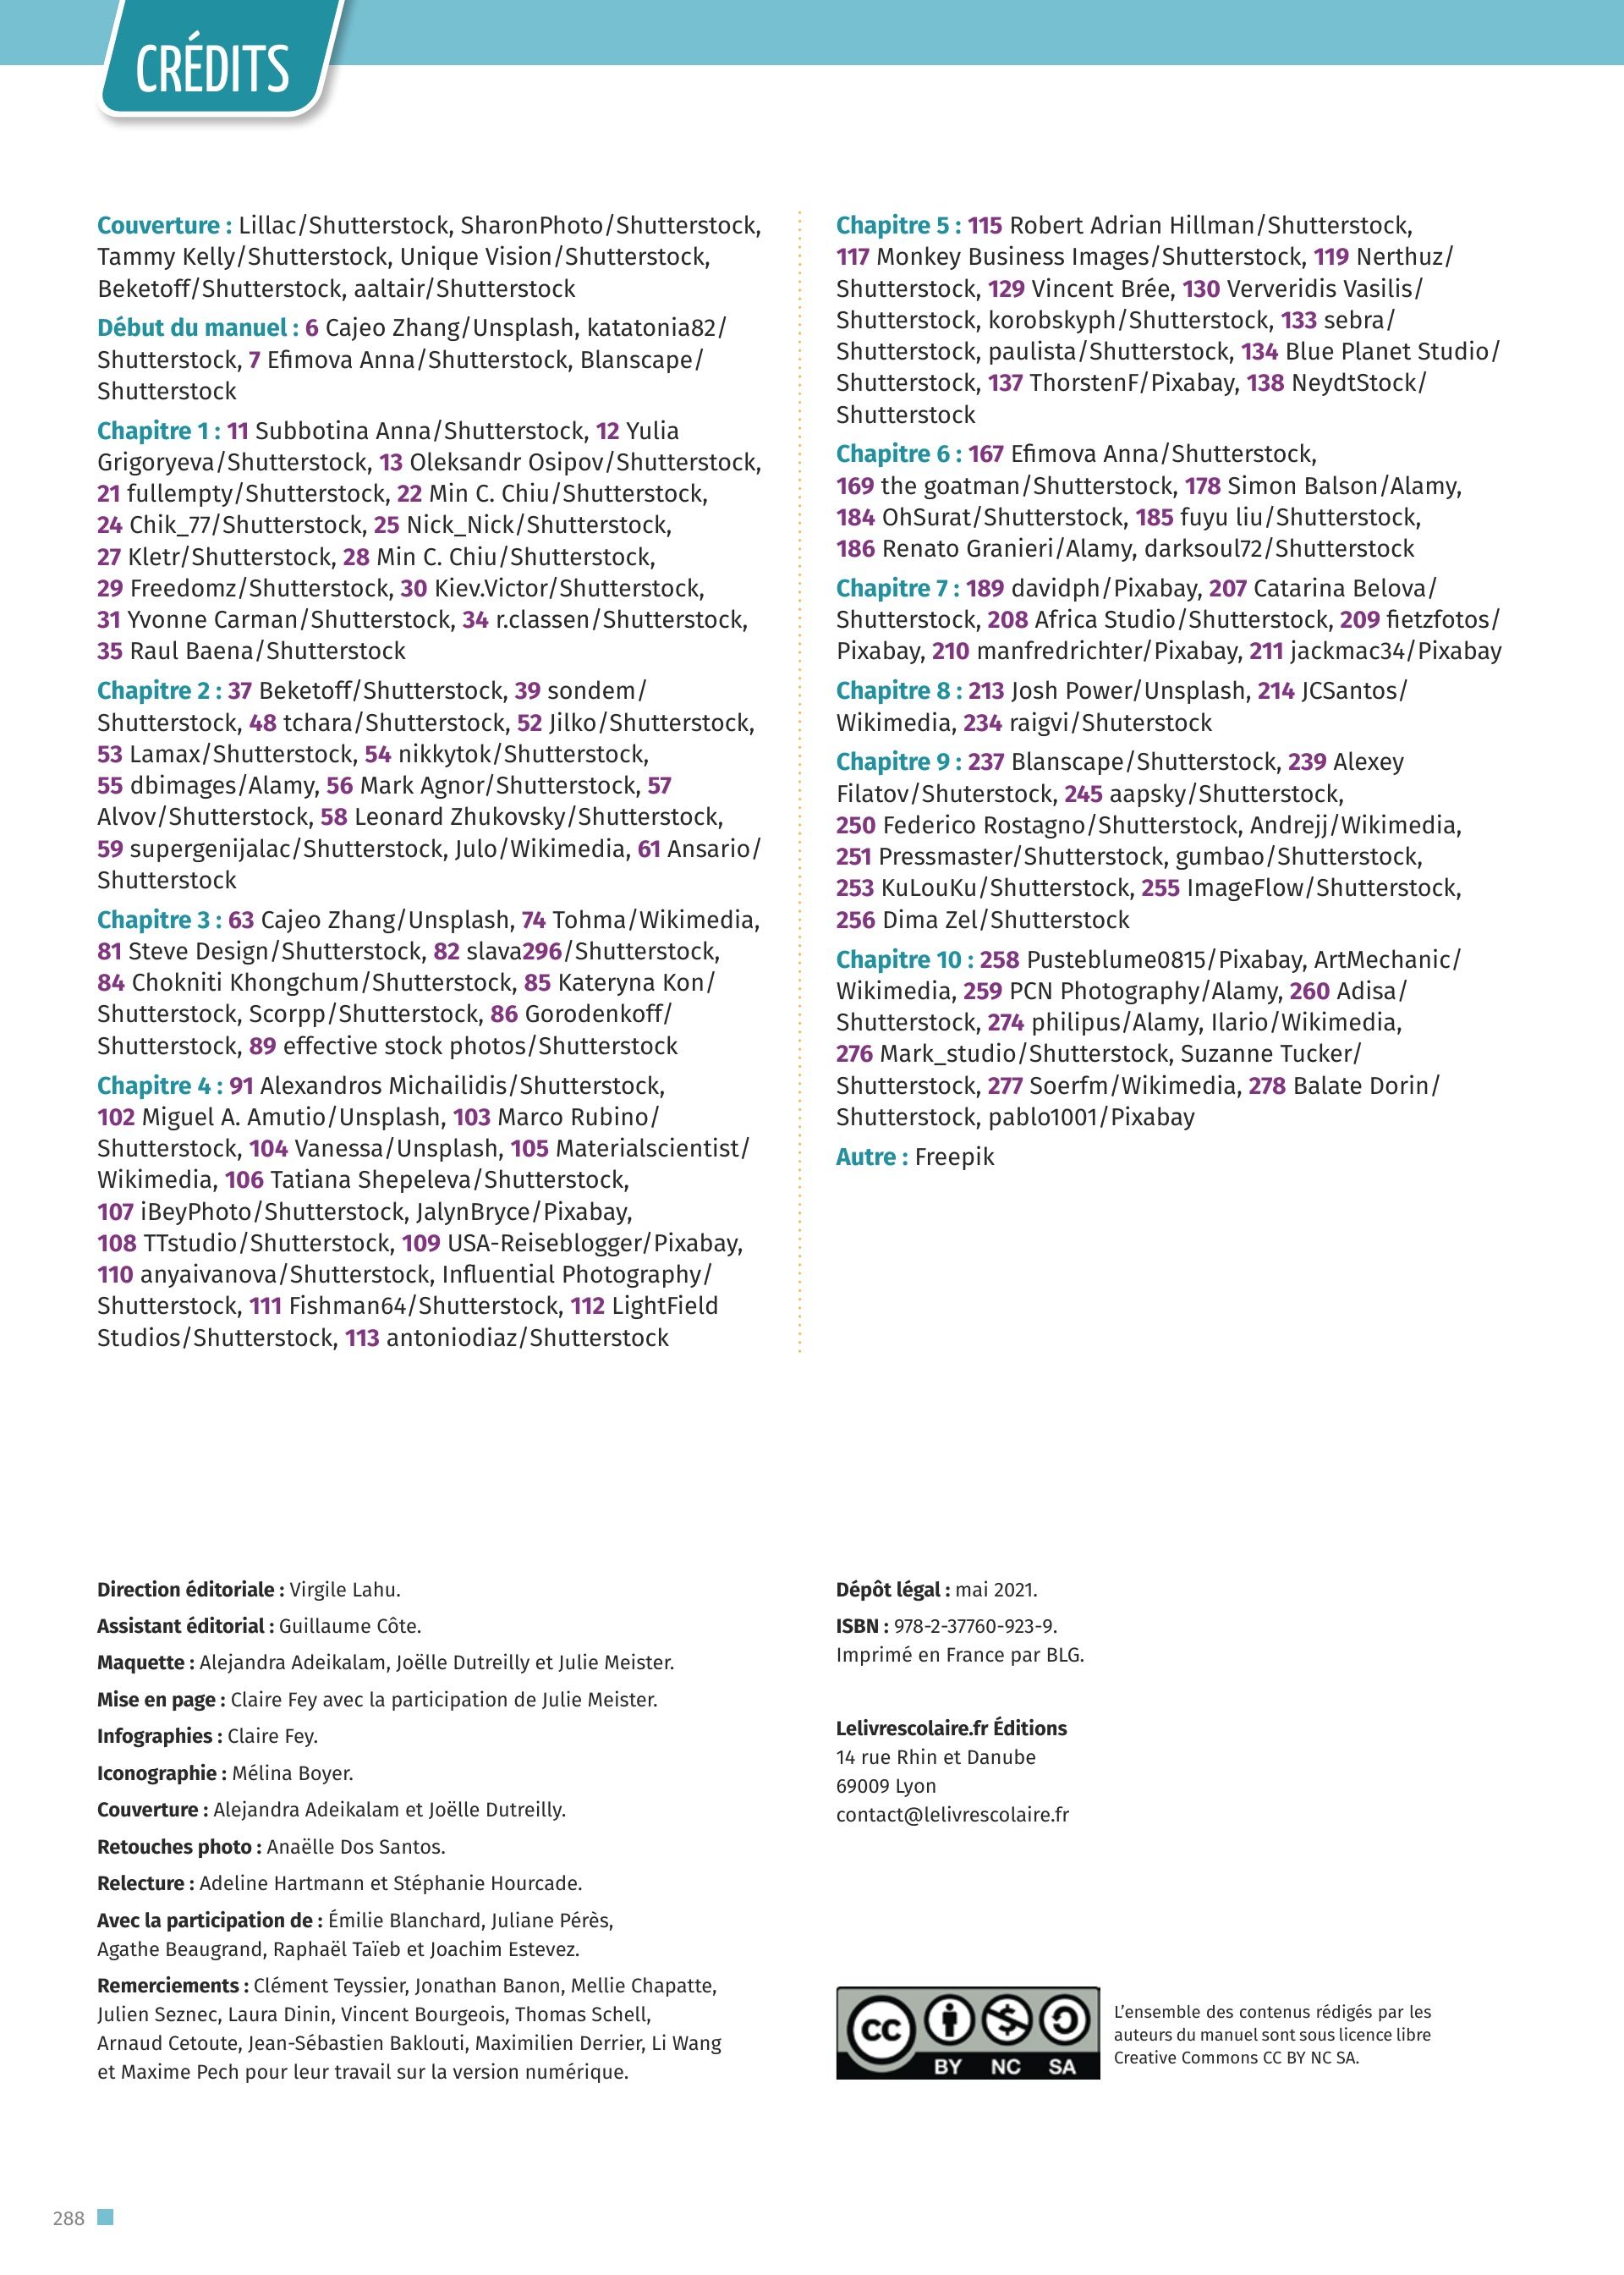 CRÉDITS
Couverture : Lillac/Shutterstock, SharonPhoto/Shutterstock,
Tammy Kelly/Shutterstock, Unique Vision/Shutterstock,
Beketoff/Shutterstock, aaltair/Shutterstock
Début du manuel : 6 Cajeo Zhang/Unsplash, katatonia82/
Shutterstock, 7 Efimova Anna/Shutterstock, Blanscape/
Shutterstock
Chapitre 1 : 11 Subbotina Anna/Shutterstock, 12 Yulia
Grigoryeva/Shutterstock, 13 Oleksandr Osipov/Shutterstock,
21 fullempty/Shutterstock, 22 Min C. Chiu/Shutterstock,
24 Chik_77/Shutterstock, 25 Nick_Nick/Shutterstock,
27 Kletr/Shutterstock, 28 Min C. Chiu/Shutterstock,
29 Freedomz/Shutterstock, 30 Kiev.Victor/Shutterstock,
31 Yvonne Carman/Shutterstock, 34 r.classen/Shutterstock,
35 Raul Baena/Shutterstock
Chapitre 2 : 37 Beketoff/Shutterstock, 39 sondem/
Shutterstock, 48 tchara/Shutterstock, 52 Jilko/Shutterstock,
53 Lamax/Shutterstock, 54 nikkytok/Shutterstock,
55 dbimages/Alamy, 56 Mark Agnor/Shutterstock, 57
Alvov/Shutterstock, 58 Leonard Zhukovsky/Shutterstock,
59 supergenijalac/Shutterstock, Julo/Wikimedia, 61 Ansario/
Shutterstock
Chapitre 3 : 63 Cajeo Zhang/Unsplash, 74 Tohma/Wikimedia,
81 Steve Design/Shutterstock, 82 slava296/Shutterstock,
84 Chokniti Khongchum/Shutterstock, 85 Kateryna Kon/
Shutterstock, Scorpp/Shutterstock, 86 Gorodenkoff/
Shutterstock, 89 effective stock photos/Shutterstock
Chapitre 4 : 91 Alexandros Michailidis/Shutterstock,
102 Miguel A. Amutio/Unsplash, 103 Marco Rubino/
Shutterstock, 104 Vanessa/Unsplash, 105 Materialscientist/
Wikimedia, 106 Tatiana Shepeleva/Shutterstock,
107 iBeyPhoto/Shutterstock, JalynBryce/Pixabay,
108 TTstudio/Shutterstock, 109 USA-Reiseblogger/Pixabay,
110 anyaivanova/Shutterstock, Influential Photography/
Shutterstock, 111 Fishman64/Shutterstock, 112 LightField
Studios/Shutterstock, 113 antoniodiaz/Shutterstock
Chapitre 5 : 115 Robert Adrian Hillman/Shutterstock,
117 Monkey Business Images/Shutterstock, 119 Nerthuz/
Shutterstock, 129 Vincent Brée, 130 Ververidis Vasilis/
Shutterstock, korobskyph/Shutterstock, 133 sebra/
Shutterstock, paulista/Shutterstock, 134 Blue Planet Studio/
Shutterstock, 137 ThorstenF/Pixabay, 138 NeydtStock/
Shutterstock
Chapitre 6 : 167 Efimova Anna/Shutterstock,
169 the goatman/Shutterstock, 178 Simon Balson/Alamy,
184 OhSurat/Shutterstock, 185 fuyu liu/Shutterstock,
186 Renato Granieri/Alamy, darksoul72/Shutterstock
Chapitre 7 : 189 davidph/Pixabay, 207 Catarina Belova/
Shutterstock, 208 Africa Studio/Shutterstock, 209 fietzfotos/
Pixabay, 210 manfredrichter/Pixabay, 211 jackmac34/Pixabay
Chapitre 8 : 213 Josh Power/Unsplash, 214 JCSantos/
Wikimedia, 234 raigvi/Shuterstock
Chapitre 9 : 237 Blanscape/Shutterstock, 239 Alexey
Filatov/Shuterstock, 245 aapsky/Shutterstock,
250 Federico Rostagno/Shutterstock, Andrejj/Wikimedia,
251 Pressmaster/Shutterstock, gumbao/Shutterstock,
253 KuLouKu/Shutterstock, 255 ImageFlow/Shutterstock,
256 Dima Zel/Shutterstock
Chapitre 10 : 258 Pusteblume0815/Pixabay, ArtMechanic/
Wikimedia, 259 PCN Photography/Alamy, 260 Adisa/
Shutterstock, 274 philipus/Alamy, Ilario/Wikimedia,
276 Mark_studio/Shutterstock, Suzanne Tucker/
Shutterstock, 277 Soerfm/Wikimedia, 278 Balate Dorin/
Shutterstock, pablo1001/Pixabay
Autre : Freepik
Direction éditoriale : Virgile Lahu.
Assistant éditorial : Guillaume Côte.
Maquette : Alejandra Adeikalam, Joëlle Dutreilly et Julie Meister.
Mise en page : Claire Fey avec la participation de Julie Meister.
Infographies : Claire Fey.
Iconographie : Mélina Boyer.
Couverture : Alejandra Adeikalam et Joëlle Dutreilly.
Retouches photo : Anaëlle Dos Santos.
Relecture : Adeline Hartmann et Stéphanie Hourcade.
Avec la participation de : Émilie Blanchard, Juliane Pérès,
Agathe Beaugrand, Raphaël Taïeb et Joachim Estevez.
Remerciements : Clément Teyssier, Jonathan Banon, Mellie Chapatte,
Julien Seznec, Laura Dinin, Vincent Bourgeois, Thomas Schell,
Arnaud Cetoute, Jean-Sébastien Baklouti, Maximilien Derrier, Li Wang
et Maxime Pech pour leur travail sur la version numérique.
Dépôt légal : mai 2021.
ISBN : 978-2-37760-923-9.
Imprimé en France par BLG.
Lelivrescolaire.fr Éditions
14 rue Rhin et Danube
69009 Lyon
contact@lelivrescolaire.fr
cc
BY NC SA
L'ensemble des contenus rédigés par les
auteurs du manuel sont sous licence libre
Creative Commons CC BY NC SA.
288